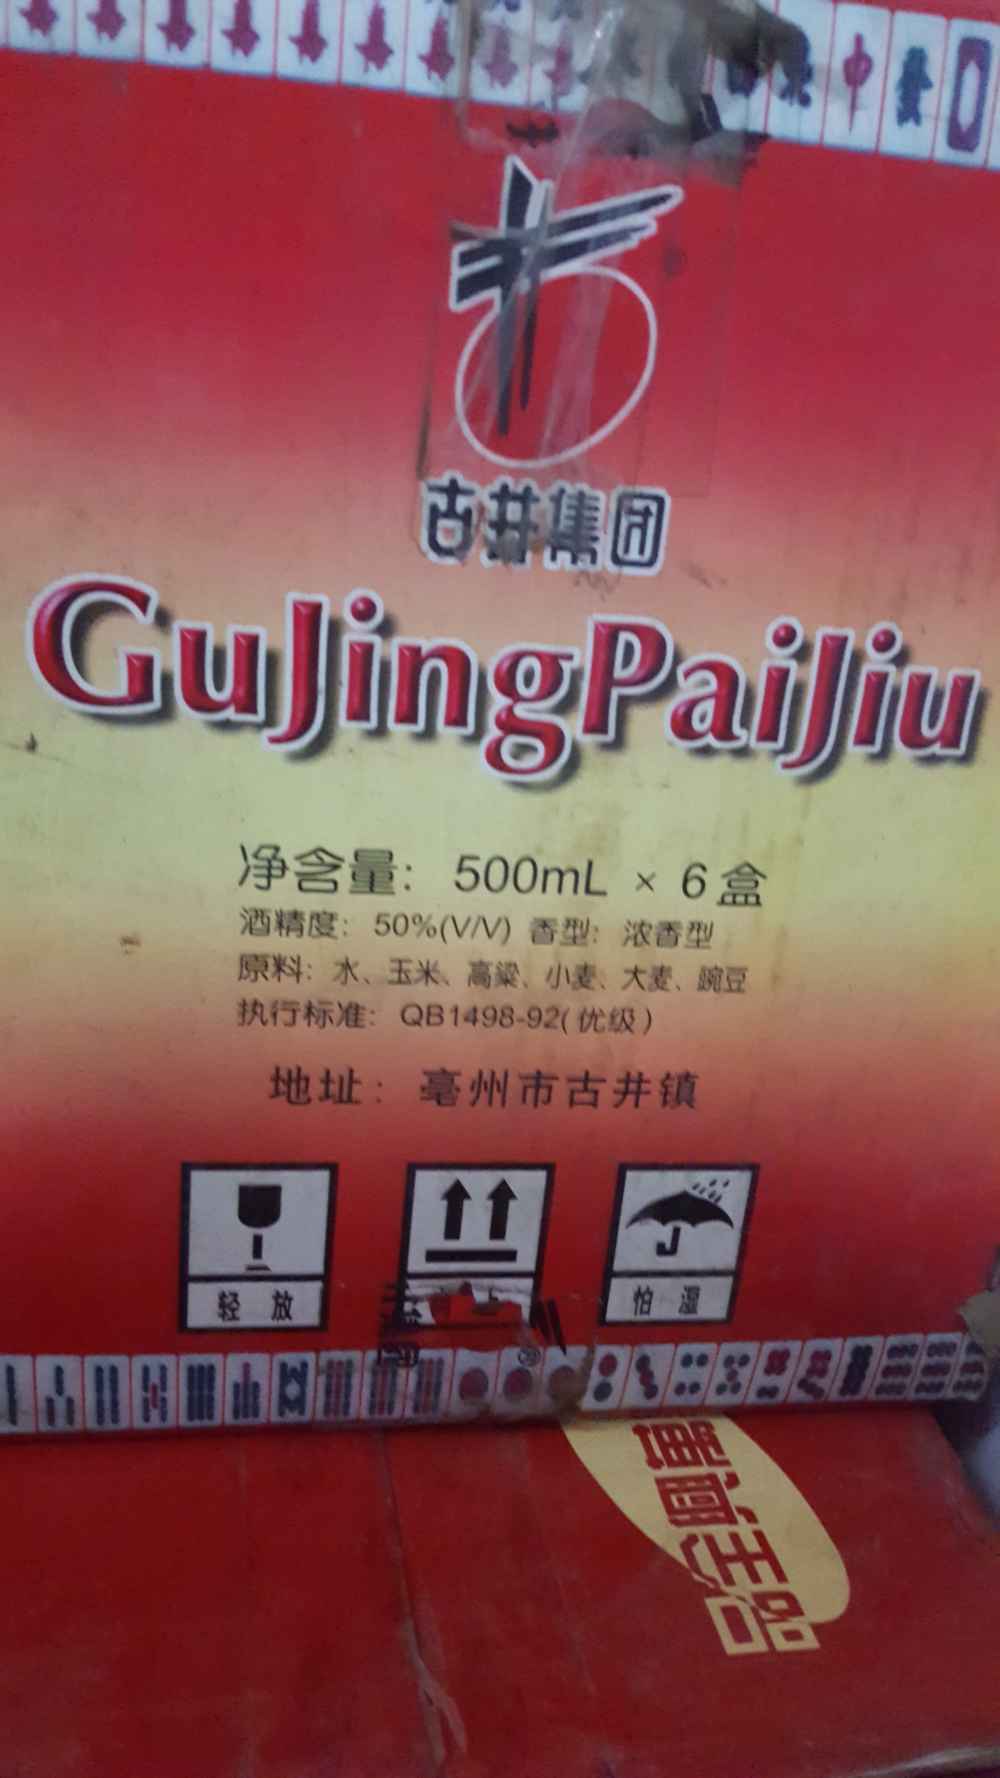 古井集团
GuJingPaiJiu
净含量：500mL × 6盒
酒精度：50%(V/V) 香型：浓香型
原料：水、玉米、高粱、小麦、大麦、豌豆
执行标准：QB1498-92(优级)
地址：亳州市古井镇
轻放
怕湿